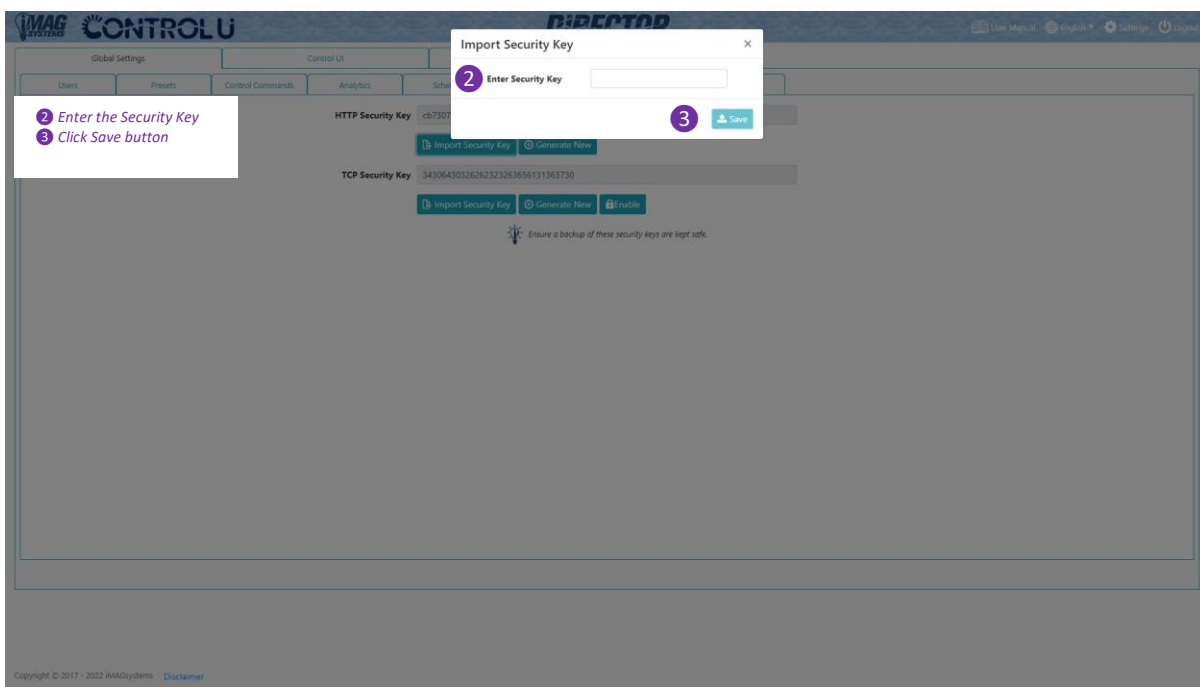 iMAG SYSTEMS CONTROL U DIRECTOR User Manual English Settings Logout
Import Security Key ×
Global Settings Control UI
2 Enter Security Key
Users Presets Control Commands Analytics
2 Enter the Security Key
3 Click Save button
HTTP Security Key cb7307
3 Save
Import Security Key Generate New
TCP Security Key 34306430326262323263656131363730
Import Security Key Generate New Enable
Ensure a backup of these security keys are kept safe.
Copyright © 2017 - 2022 iMAGsystems Disclaimer